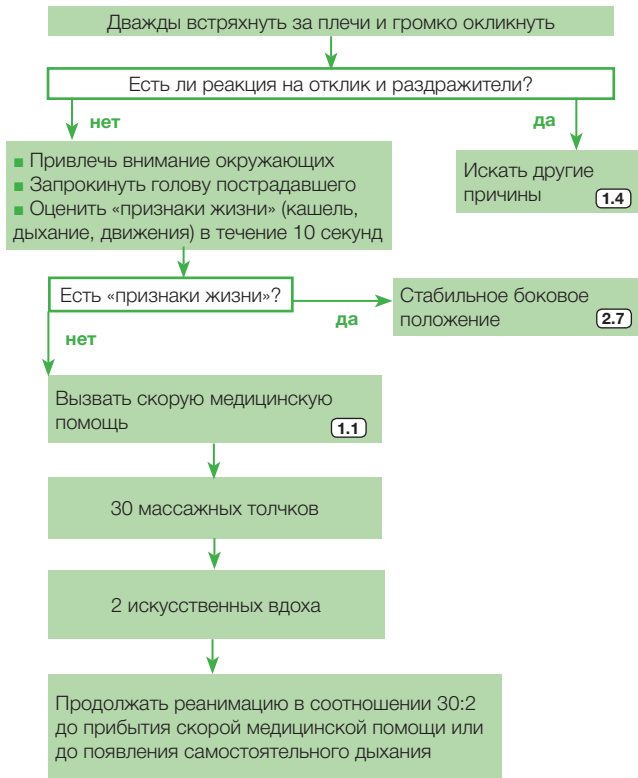 Дважды встряхнуть за плечи и громко окликнуть
Есть ли реакция на отклик и раздражители?
нет
да
■ Привлечь внимание окружающих
■ Запрокинуть голову пострадавшего
■ Оценить «признаки жизни» (кашель,
дыхание, движения) в течение 10 секунд
Искать другие
причины 1.4
Есть «признаки жизни»?
да
нет
Стабильное боковое
положение 2.7
Вызвать скорую медицинскую
помощь 1.1
30 массажных толчков
2 искусственных вдоха
Продолжать реанимацию в соотношении 30:2
до прибытия скорой медицинской помощи или
до появления самостоятельного дыхания